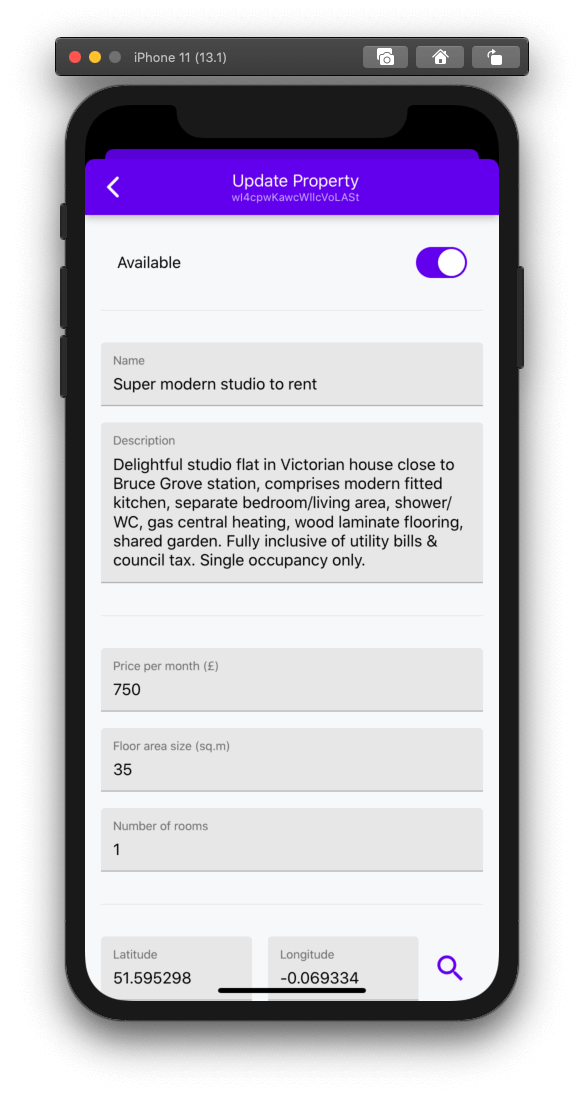 iPhone 11 (13.1)
Update Property
wI4cpwKawcWIlcVoLASt
Available
Name
Super modern studio to rent
Description
Delightful studio flat in Victorian house close to
Bruce Grove station, comprises modern fitted
kitchen, separate bedroom/living area, shower/
WC, gas central heating, wood laminate flooring,
shared garden. Fully inclusive of utility bills &
council tax. Single occupancy only.
Price per month (£)
750
Floor area size (sq.m)
35
Number of rooms
1
Latitude
Longitude
51.595298
-0.069334